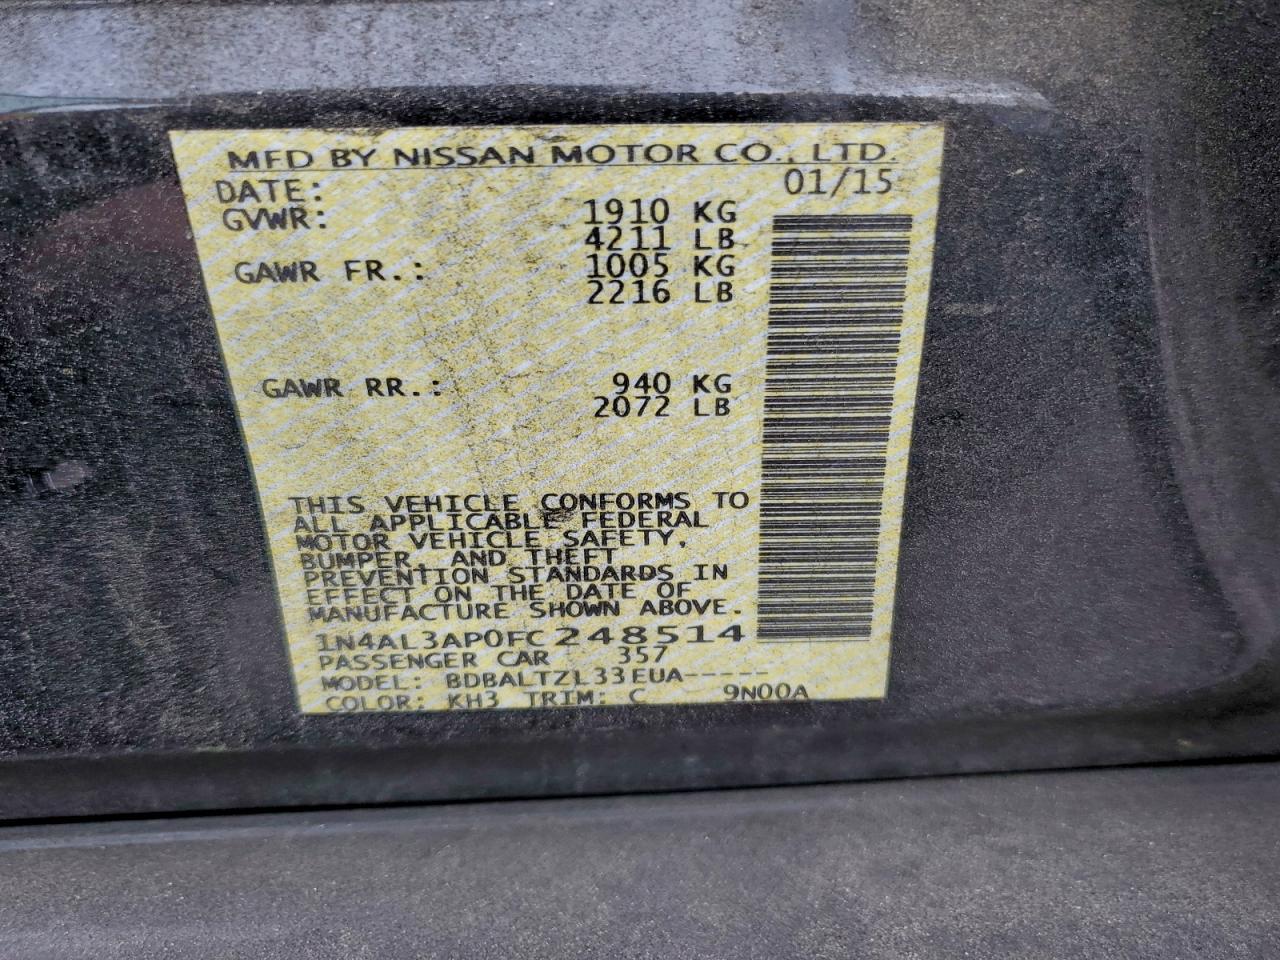 MFD BY NISSAN MOTOR CO., LTD.
DATE: 01/15
GVWR: 1910 KG
4211 LB
GAWR FR.: 1005 KG
2216 LB
GAWR RR.: 940 KG
2072 LB
THIS VEHICLE CONFORMS TO
ALL APPLICABLE FEDERAL
MOTOR VEHICLE SAFETY,
BUMPER, AND THEFT
PREVENTION STANDARDS IN
EFFECT ON THE DATE OF
MANUFACTURE SHOWN ABOVE.
1N4AL3AP0FC248514
PASSENGER CAR 357
MODEL: BDBALTZL33EUA-----
COLOR: KH3 TRIM: C 9N00A